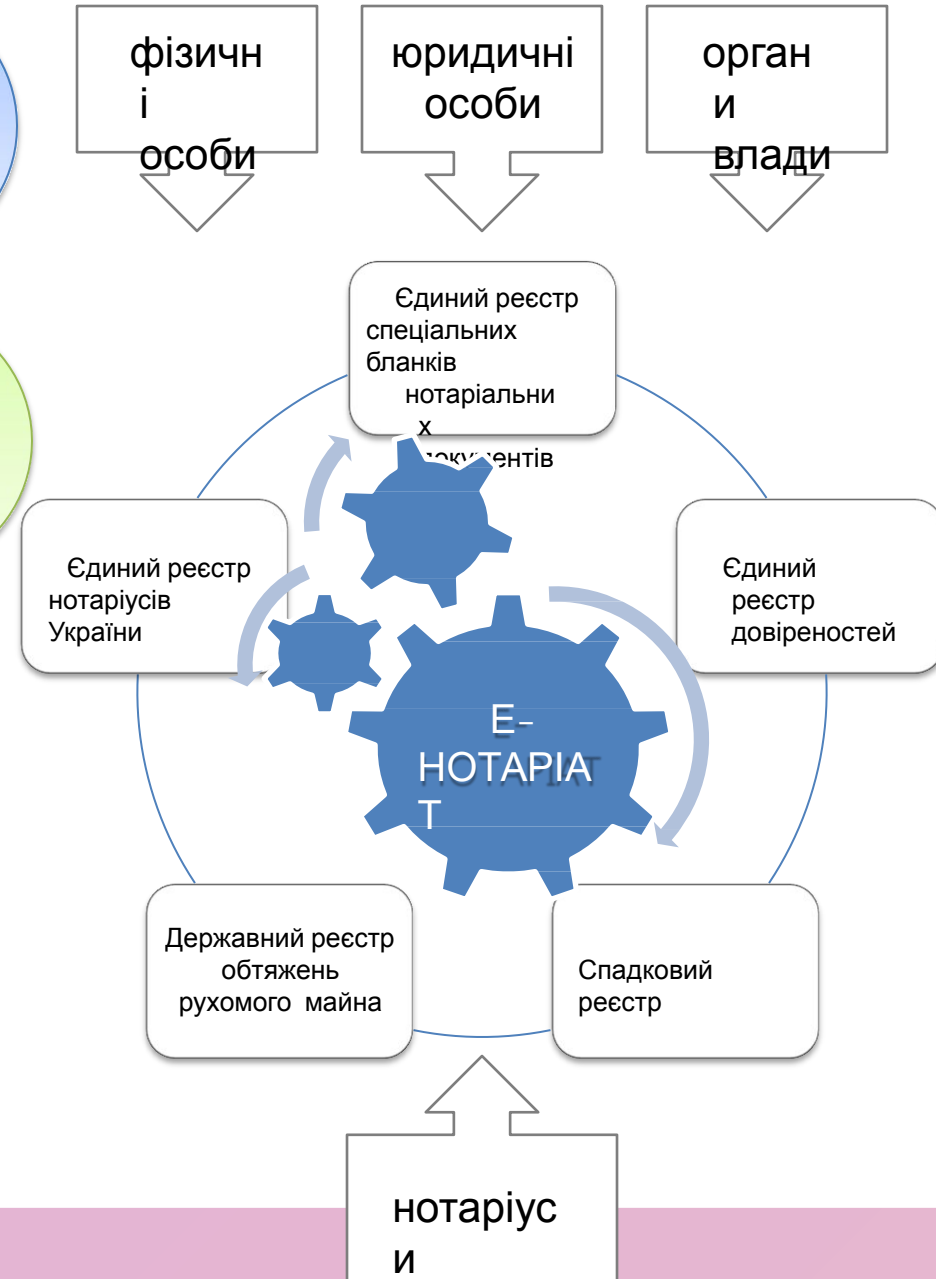 фізичн
і
особи
юридичні
особи
орган
и
влади
Єдиний реєстр
спеціальних
бланків
нотаріальни
х
документів
Єдиний реєстр
нотаріусів
України
Єдиний
реєстр
довіреностей
Е-
НОТАРІА
Т
Державний реєстр
обтяжень
рухомого майна
Спадковий
реєстр
нотаріус
и